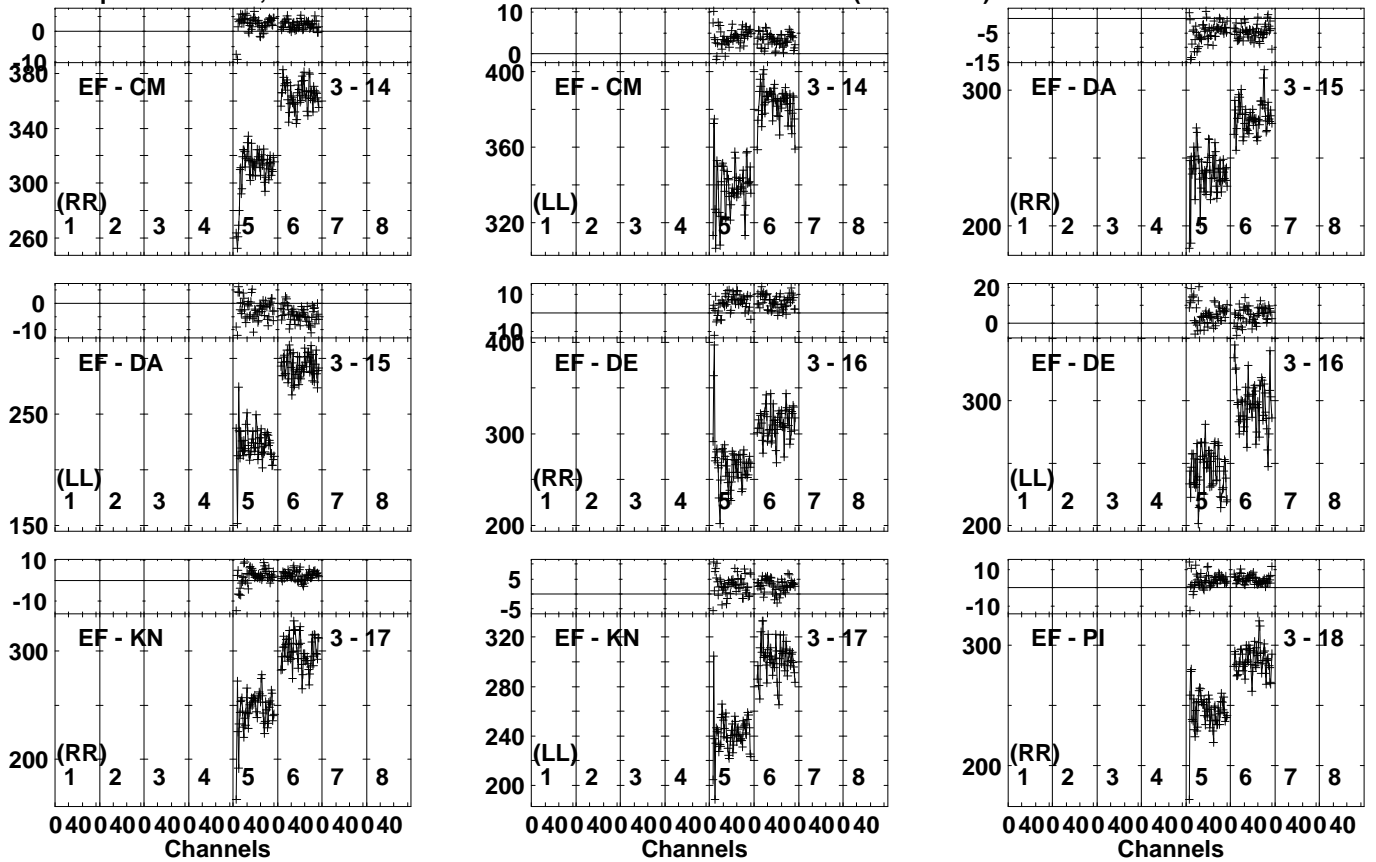 0 10 0
-10 0 -5 -15
380 EF - CM 3 - 14 400 EF - CM 3 - 14 300 EF - DA 3 - 15
340 360
300
(RR) (LL) (RR)
1 2 3 4 5 6 7 8 1 2 3 4 5 6 7 8 1 2 3 4 5 6 7 8
260 320 200
0 10 20
-10 -10 0
EF - DA 3 - 15 400 EF - DE 3 - 16 EF - DE 3 - 16
250 300 300
(LL) (RR) (LL)
1 2 3 4 5 6 7 8 1 2 3 4 5 6 7 8 1 2 3 4 5 6 7 8
150 200 200
10 5 10
-10 -5 -10
EF - KN 3 - 17 320 EF - KN 3 - 17 EF - PI 3 - 18
300 280 300
240
(RR) (LL) (RR)
200 200 200
1 2 3 4 5 6 7 8 1 2 3 4 5 6 7 8 1 2 3 4 5 6 7 8
0 40 0 40 0 40 0 40 0 40 0 40 0 40 0 40 0 40 0 40 0 40 0 40 0 40 0 40 0 40 0 40 0 40 0 40 0 40 0 40 0 40 0 40 0 40 0 40
Channels Channels Channels